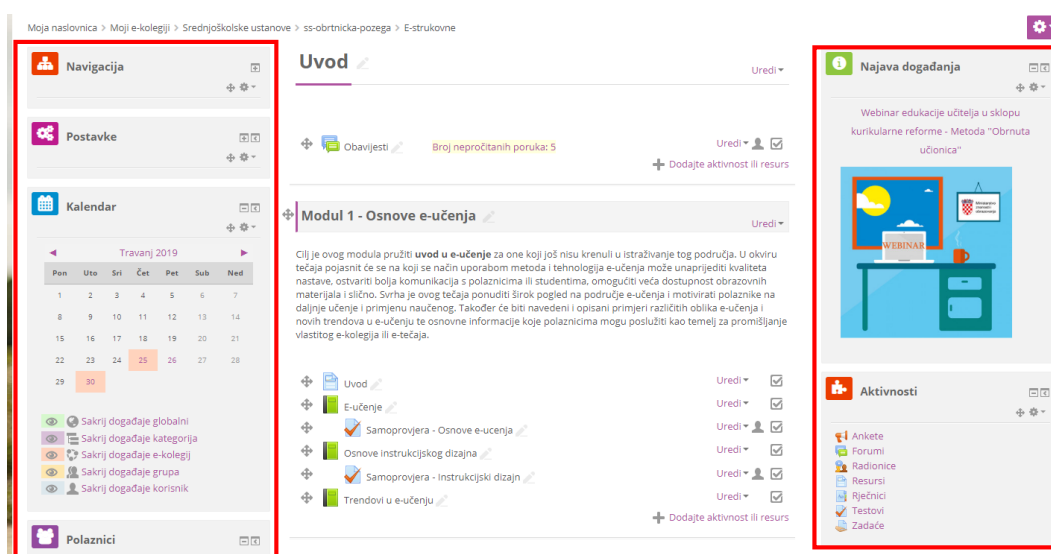 Moja naslovnica > Moji e-kolegiji > Srednjoškolske ustanove > ss-obrtnicka-pozega > E-strukovne
Navigacija
Postavke
Kalendar
Travanj 2019
Pon Uto Sri Čet Pet Sub Ned
1 2 3 4 5 6 7
8 9 10 11 12 13 14
15 16 17 18 19 20 21
22 23 24 25 26 27 28
29 30
Sakrij događaje globalni
Sakrij događaje kategorija
Sakrij događaje e-kolegij
Sakrij događaje grupa
Sakrij događaje korisnik
Polaznici
Uvod
Uredi
Obavijesti Broj nepročitanih poruka: 5 Uredi
Dodajte aktivnost ili resurs
Modul 1 - Osnove e-učenja
Uredi
Cilj je ovog modula pružiti uvod u e-učenje za one koji još nisu krenuli u istraživanje tog područja. U okviru
tečaja pojasnit će se na koji se način uporabom metoda i tehnologija e-učenja može unaprijediti kvaliteta
nastave, ostvariti bolja komunikacija s polaznicima ili studentima, omogućiti veća dostupnost obrazovnih
materijala i slično. Svrha je ovog tečaja ponuditi širok pogled na područje e-učenja i motivirati polaznike na
daljnje učenje i primjenu naučenog. Također će biti navedeni i opisani primjeri različitih oblika e-učenja i
novih trendova u e-učenju te osnovne informacije koje polaznicima mogu poslužiti kao temelj za promišljanje
vlastitog e-kolegija ili e-tečaja.
Uvod Uredi
E-učenje Uredi
Samoprovjera - Osnove e-ucenja Uredi
Osnove instrukcijskog dizajna Uredi
Samoprovjera - Instrukcijski dizajn Uredi
Trendovi u e-učenju Uredi
Dodajte aktivnost ili resurs
Najava događanja
Webinar edukacije učitelja u sklopu
kurikularne reforme - Metoda "Obrnuta
učionica"
WEBINAR
Aktivnosti
Ankete
Forumi
Radionice
Resursi
Rječnici
Testovi
Zadaće